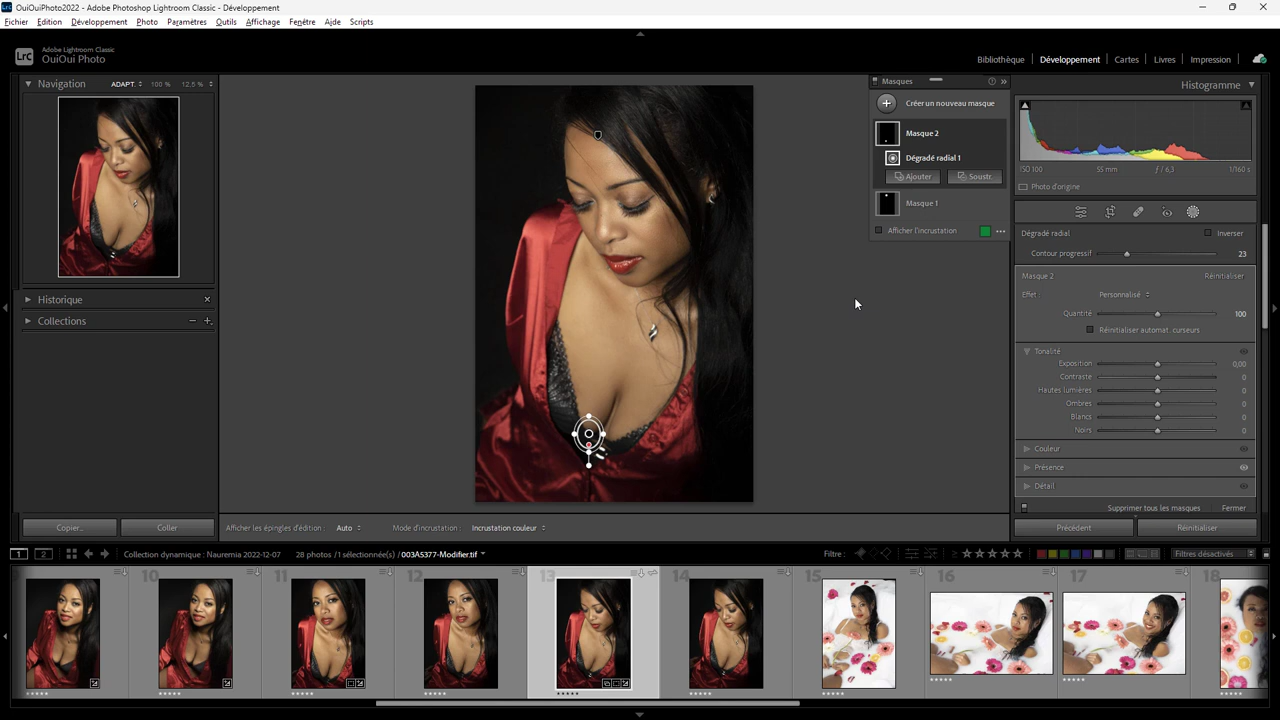 OuiOuiPhoto2022 - Adobe Photoshop Lightroom Classic - Développement
Fichier Edition Développement Photo Paramètres Outils Affichage Fenêtre Aide Scripts
Lrc
Adobe Lightroom Classic
OuiOui Photo
Bibliothèque Développement Cartes Livres Impression
Navigation ADAPT. 100 % 12,5 %
Historique
Collections
Copier... Coller
Masques
Créer un nouveau masque
Masque 2
Dégradé radial 1
Ajouter Soustr.
Masque 1
Afficher l'incrustation
Histogramme
ISO 100 55 mm ƒ / 6,3 1/160 s
Photo d'origine
Dégradé radial Inverser
Contour progressif 23
Masque 2 Réinitialiser
Effet : Personnalisé
Quantité 100
Réinitialiser automat. curseurs
Tonalité
Exposition 0,00
Contraste 0
Hautes lumières 0
Ombres 0
Blancs 0
Noirs 0
Couleur
Présence
Détail
Supprimer tous les masques Fermer
Précédent Réinitialiser
Afficher les épingles d'édition : Auto Mode d'incrustation : Incrustation couleur
1 2 Collection dynamique : Nauremia 2022-12-07 28 photos / 1 sélectionnée(s) / 003A5377-Modifier.tif Filtre : Filtres désactivés
10 11 12 13 14 15 16 17 18